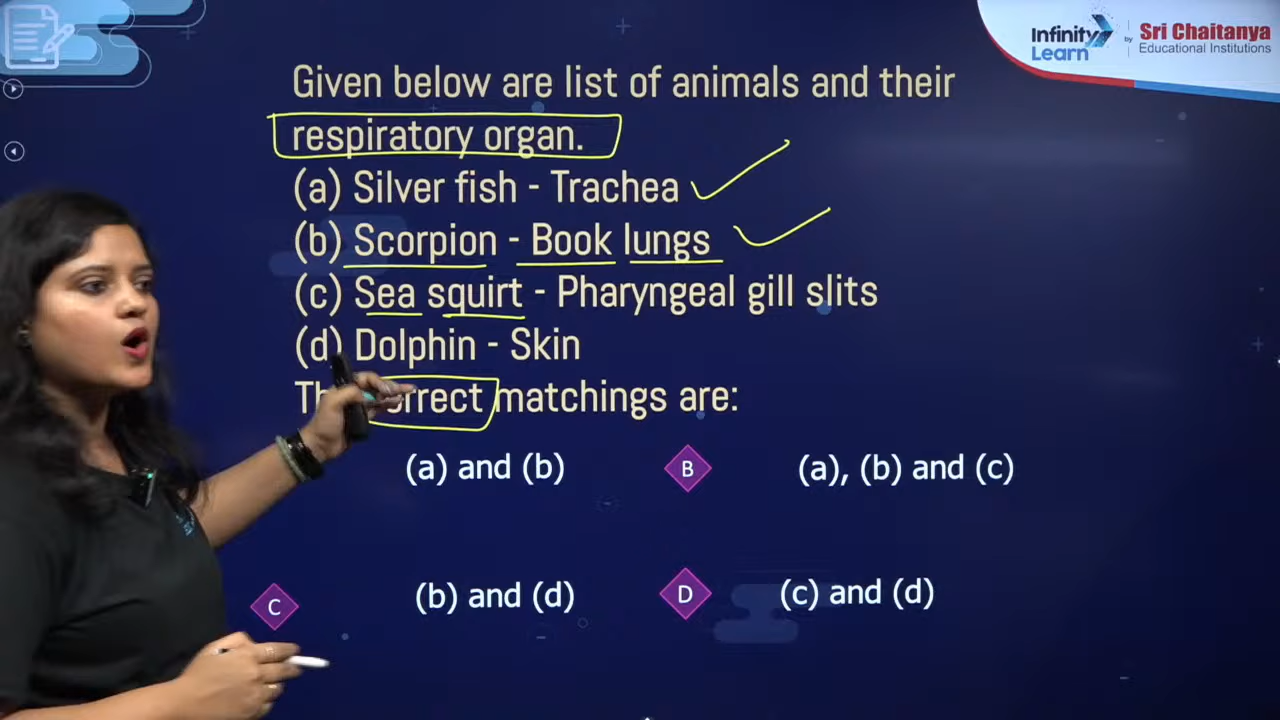 Infinity Learn by Sri Chaitanya Educational Institutions
Given below are list of animals and their
respiratory organ.
(a) Silver fish - Trachea
(b) Scorpion - Book lungs
(c) Sea squirt - Pharyngeal gill slits
(d) Dolphin - Skin
matchings are:
(a) and (b)
B (a), (b) and (c)
C (b) and (d)
D (c) and (d)